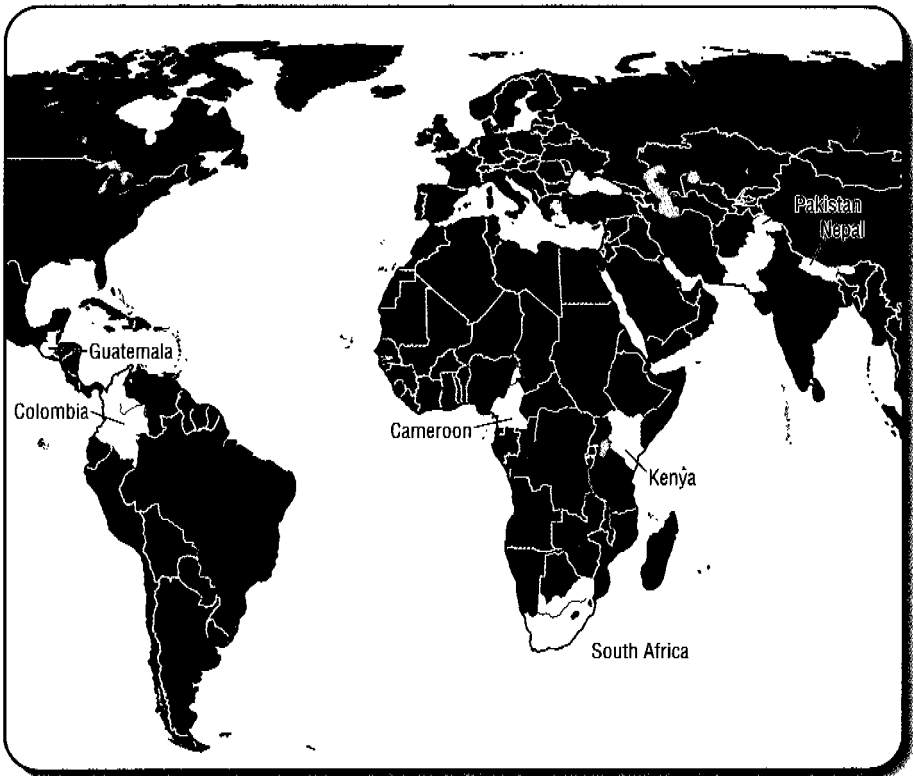 Pakistan
Nepal
Guatemala
Colombia
Cameroon
Kenya
South Africa